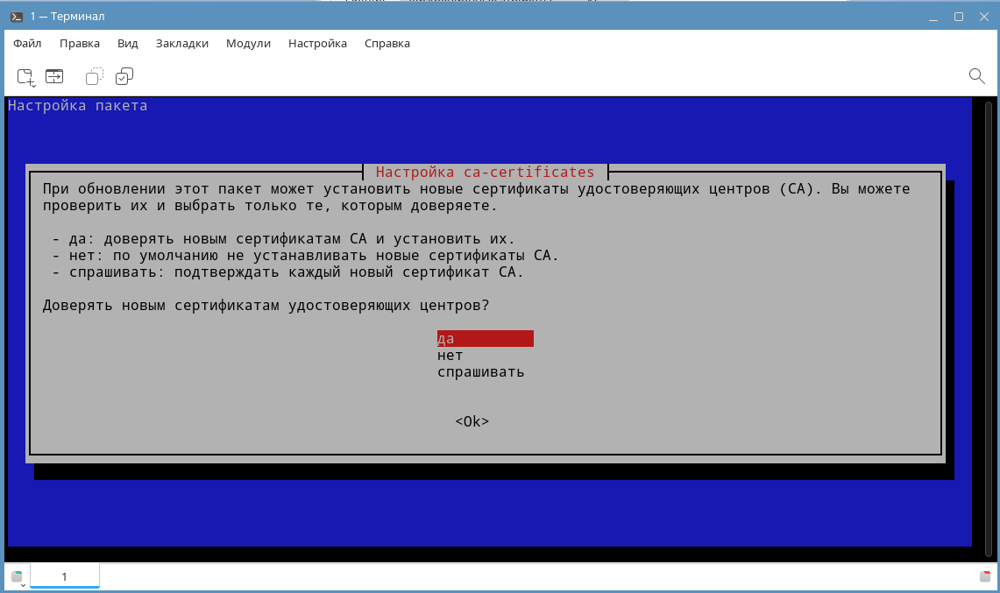 1 — Терминал
Файл Правка Вид Закладки Модули Настройка Справка
Настройка пакета
Настройка ca-certificates
При обновлении этот пакет может установить новые сертификаты удостоверяющих центров (CA). Вы можете
проверить их и выбрать только те, которым доверяете.
- да: доверять новым сертификатам CA и установить их.
- нет: по умолчанию не устанавливать новые сертификаты CA.
- спрашивать: подтверждать каждый новый сертификат CA.
Доверять новым сертификатам удостоверяющих центров?
да
нет
спрашивать
<Ok>
1